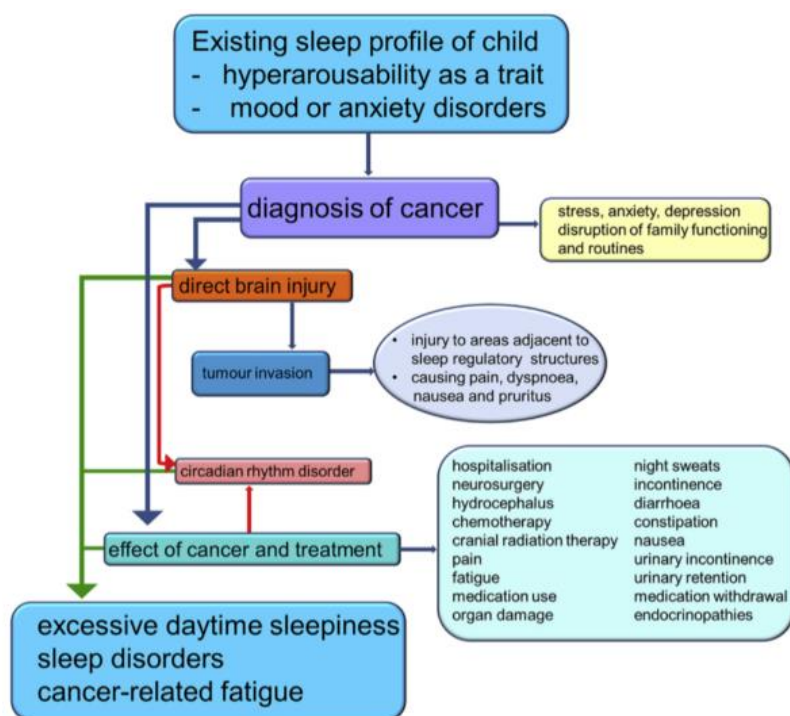 Existing sleep profile of child
- hyperarousability as a trait
- mood or anxiety disorders
diagnosis of cancer
stress, anxiety, depression
disruption of family functioning
and routines
direct brain injury
• injury to areas adjacent to
sleep regulatory structures
• causing pain, dyspnoea,
nausea and pruritus
tumour invasion
circadian rhythm disorder
effect of cancer and treatment
hospitalisation
neurosurgery
hydrocephalus
chemotherapy
cranial radiation therapy
pain
fatigue
medication use
organ damage
night sweats
incontinence
diarrhoea
constipation
nausea
urinary incontinence
urinary retention
medication withdrawal
endocrinopathies
excessive daytime sleepiness
sleep disorders
cancer-related fatigue